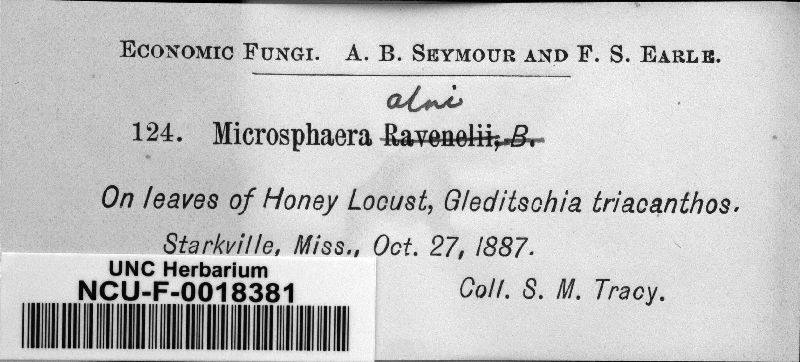 ECONOMIC FUNGI. A. B. SEYMOUR AND F. S. EARLE.
alni
124. Microsphaera Ravenelii, B.
On leaves of Honey Locust, Gleditschia triacanthos.
Starkville, Miss., Oct. 27, 1887.
Coll. S. M. Tracy.
UNC Herbarium
NCU-F-0018381